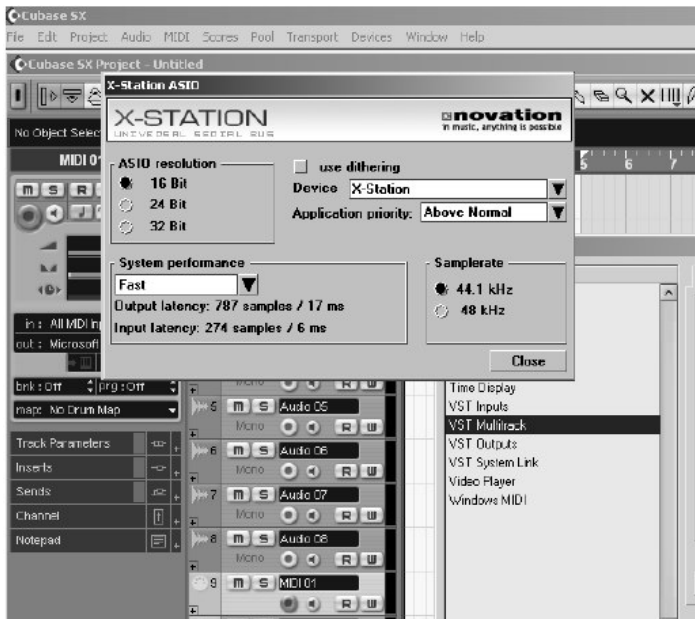 Cubase SX
File Edit Project Audio MIDI Scores Pool Transport Devices Window Help
Cubase SX Project - Untitled
X-Station ASIO
X-STATION
UNIVERSAL SERIAL BUS
novation
in music, anything is possible
No Object Selec
MIDI 01
5 6 7
M S R
ASIO resolution
16 Bit
24 Bit
32 Bit
use dithering
Device X-Station
Application priority: Above Normal
System performance
Fast
Output latency: 787 samples / 17 ms
Input latency: 274 samples / 6 ms
Samplerate
44.1 kHz
48 kHz
Close
in : All MIDI Inp
out : Microsoft
bnk : Off prg : Off
map: No Drum Map
Track Parameters
Inserts
Sends
Channel
Notepad
Mono R W
5 M S Audio 05
Mono R W
6 M S Audio 06
Mono R W
7 M S Audio 07
Mono R W
8 M S Audio 08
Mono R W
9 M S MIDI 01
R W
Time Display
VST Inputs
VST Multitrack
VST Outputs
VST System Link
Video Player
Windows MIDI